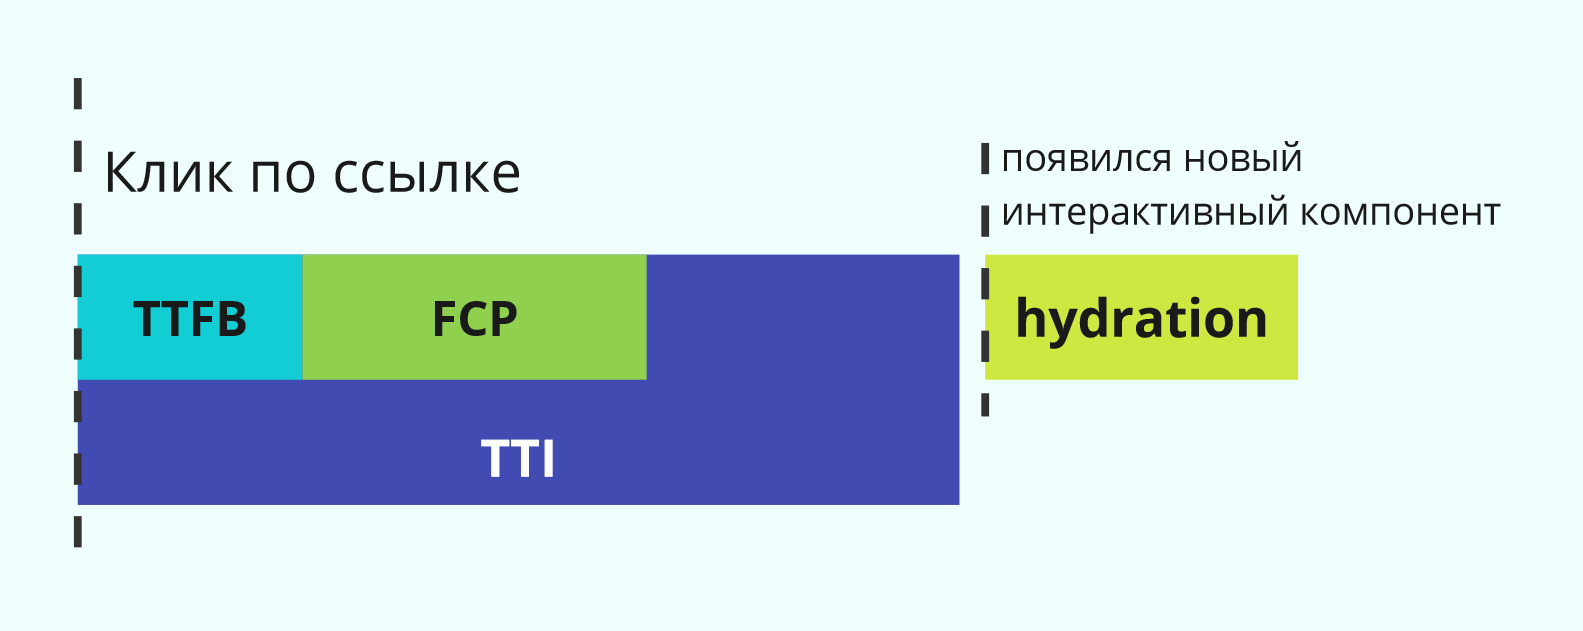 Клик по ссылке
появился новый
интерактивный компонент
TTFB
FCP
hydration
TTI